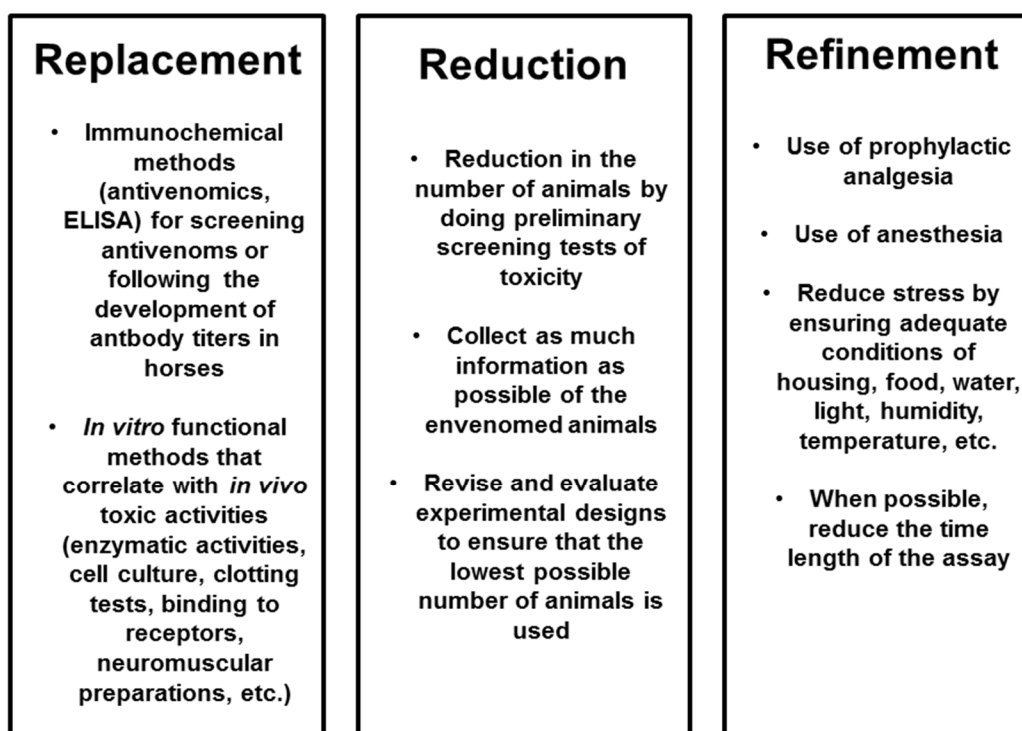 Replacement
• Immunochemical
methods
(antivenomics,
ELISA) for screening
antivenoms or
following the
development of
antbody titers in
horses
• In vitro functional
methods that
correlate with in vivo
toxic activities
(enzymatic activities,
cell culture, clotting
tests, binding to
receptors,
neuromuscular
preparations, etc.)
Reduction
• Reduction in the
number of animals by
doing preliminary
screening tests of
toxicity
• Collect as much
information as
possible of the
envenomed animals
• Revise and evaluate
experimental designs
to ensure that the
lowest possible
number of animals is
used
Refinement
• Use of prophylactic
analgesia
• Use of anesthesia
• Reduce stress by
ensuring adequate
conditions of
housing, food, water,
light, humidity,
temperature, etc.
• When possible,
reduce the time
length of the assay